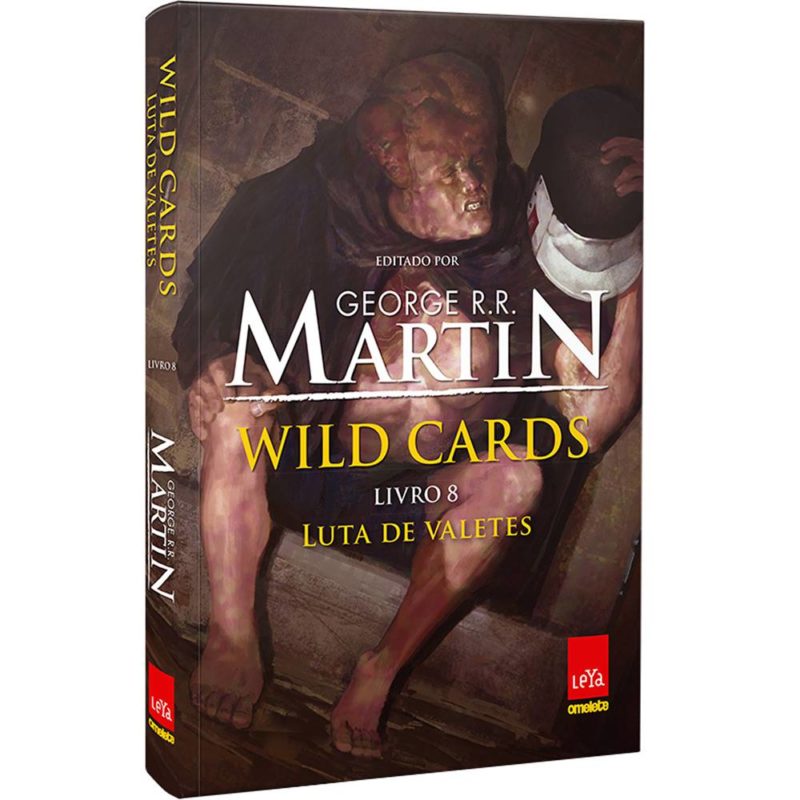 WILD CARDS
LUTA DE VALETES
LIVRO 8
GEORGE R.R.
MARTIN
LeYa
omelete
EDITADO POR
GEORGE R.R.
MARTIN
WILD CARDS
LIVRO 8
LUTA DE VALETES
LeYa
omelete